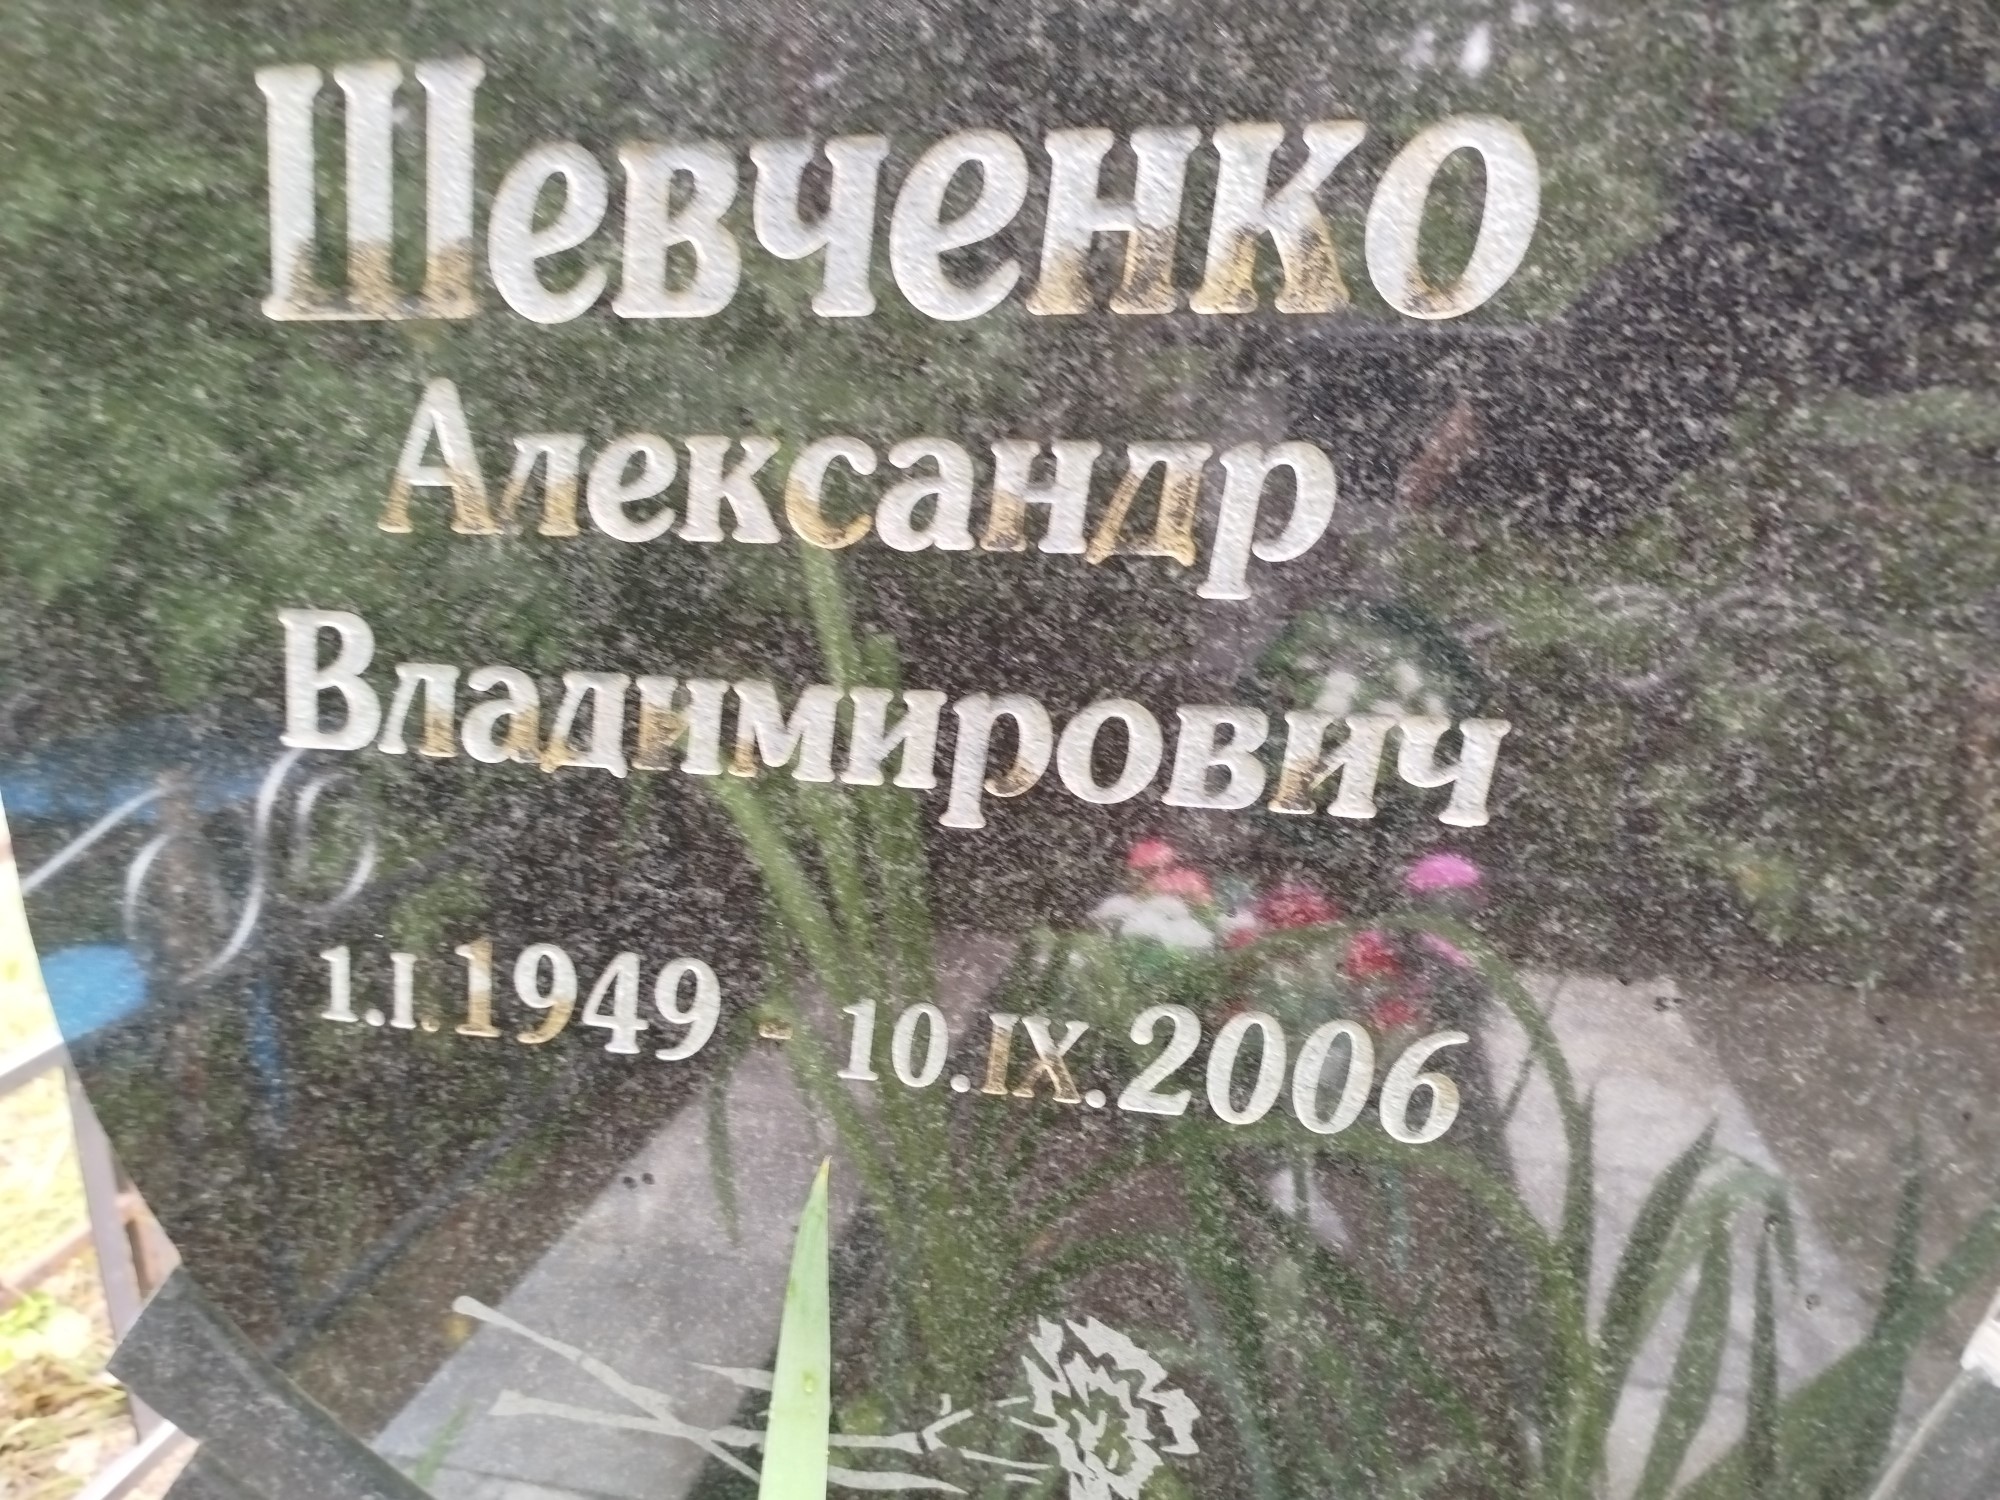 Шевченко
Александр
Владимирович
1.I.1949 - 10.IX.2006